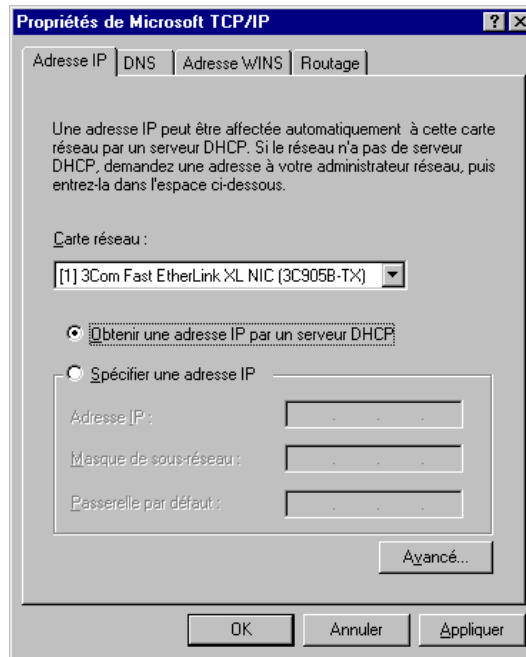 Propriétés de Microsoft TCP/IP
Adresse IP DNS Adresse WINS Routage
Une adresse IP peut être affectée automatiquement à cette carte
réseau par un serveur DHCP. Si le réseau n'a pas de serveur
DHCP, demandez une adresse à votre administrateur réseau, puis
entrez-la dans l'espace ci-dessous.
Carte réseau :
[1] 3Com Fast EtherLink XL NIC (3C905B-TX)
Obtenir une adresse IP par un serveur DHCP
Spécifier une adresse IP
Adresse IP :
Masque de sous-réseau :
Passerelle par défaut :
Avancé...
OK Annuler Appliquer